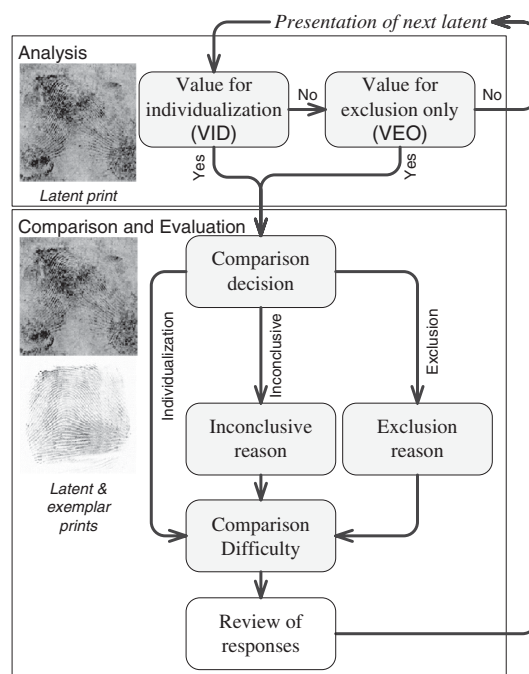 Presentation of next latent
Analysis
Value for
individualization
(VID)
No
Value for
exclusion only
(VEO)
No
Latent print
Yes
Yes
Comparison and Evaluation
Comparison
decision
Individualization
Inconclusive
Exclusion
Inconclusive
reason
Exclusion
reason
Latent &
exemplar
prints
Comparison
Difficulty
Review of
responses